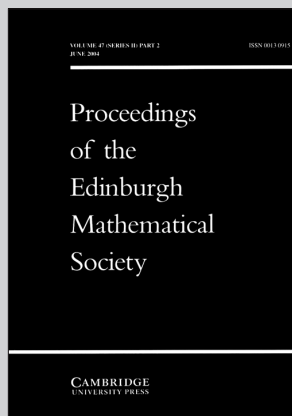 VOLUME 47 (SERIES II) PART 2 ISSN 0013 0915
JUNE 2004
Proceedings
of the
Edinburgh
Mathematical
Society
CAMBRIDGE
UNIVERSITY PRESS